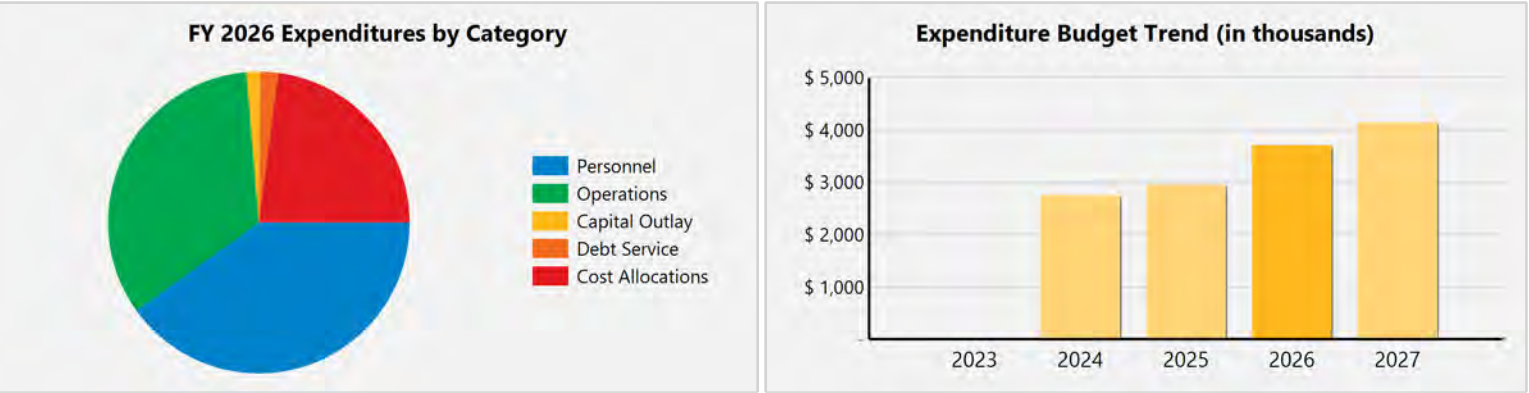 FY 2026 Expenditures by Category
Personnel
Operations
Capital Outlay
Debt Service
Cost Allocations
Expenditure Budget Trend (in thousands)
$ 5,000
$ 4,000
$ 3,000
$ 2,000
$ 1,000
-
2023 2024 2025 2026 2027